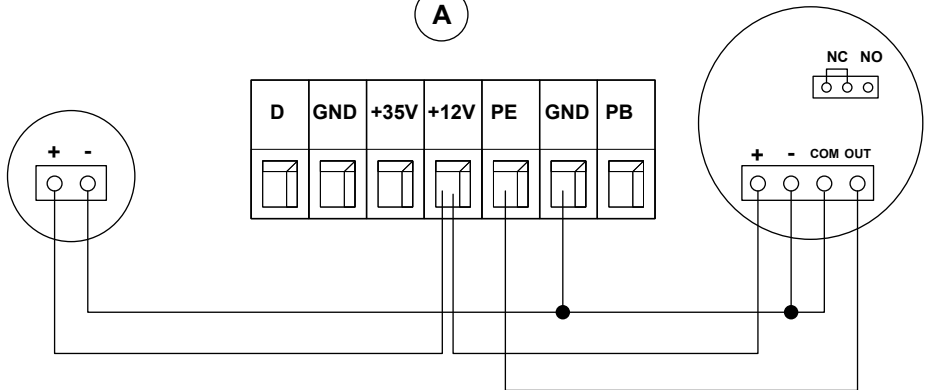 A
NC NO
D GND +35V +12V PE GND PB
+ -
+ - COM OUT